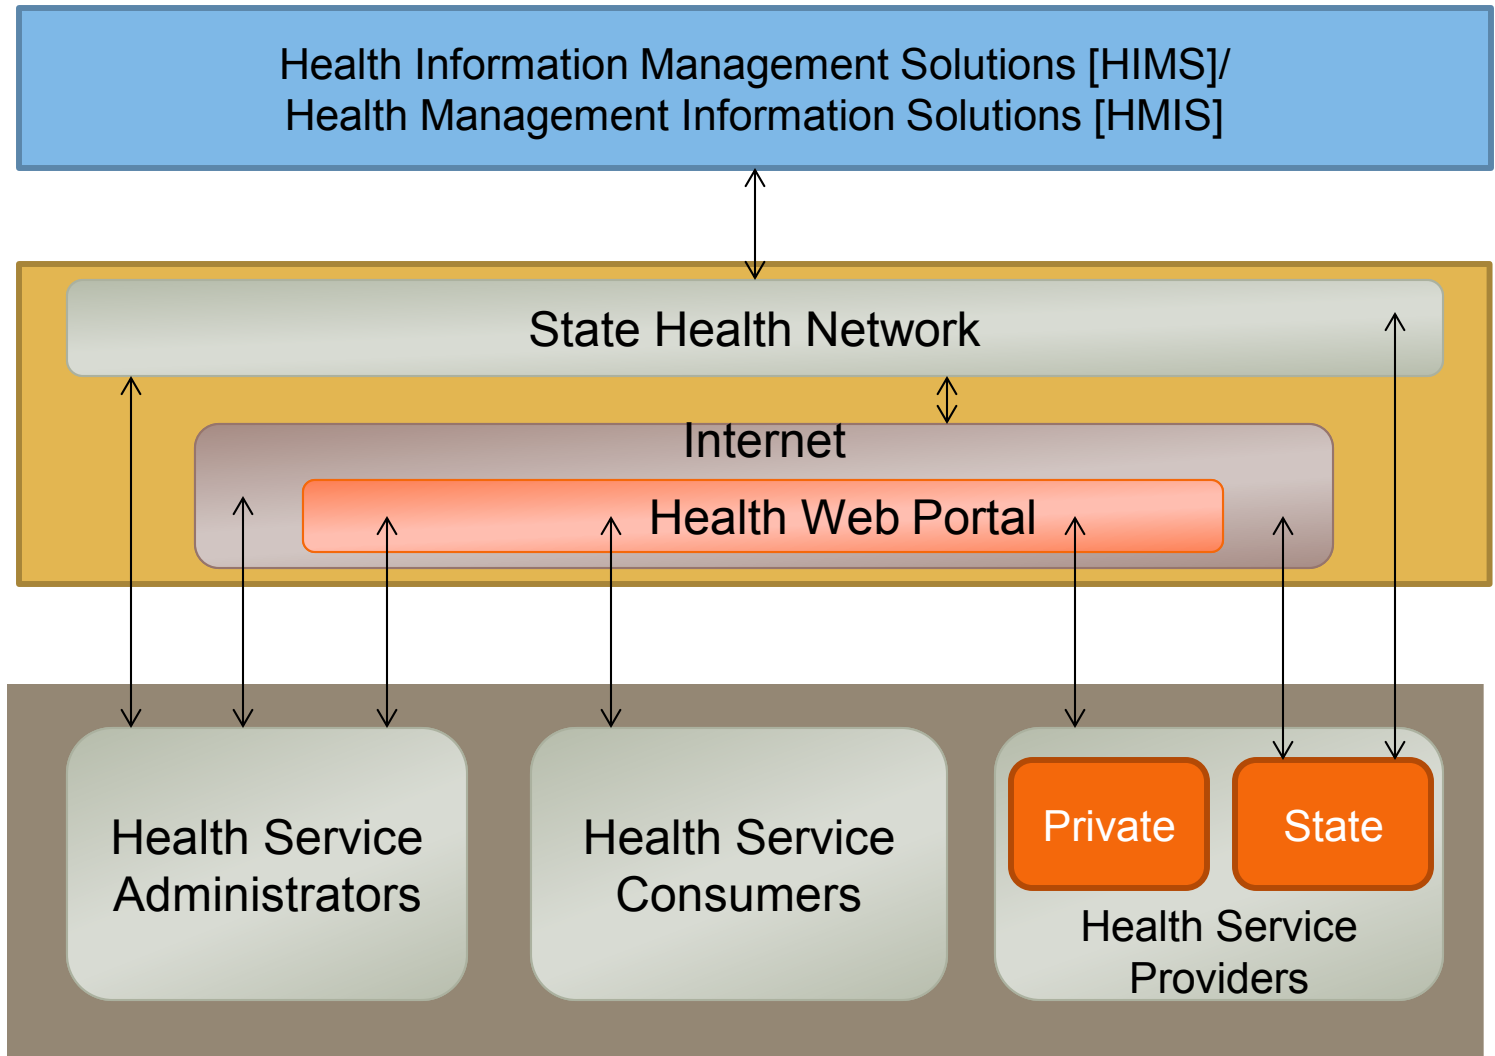 Health Information Management Solutions [HIMS]/
Health Management Information Solutions [HMIS]
State Health Network
Internet
Health Web Portal
Health Service
Administrators
Health Service
Consumers
Private
State
Health Service
Providers